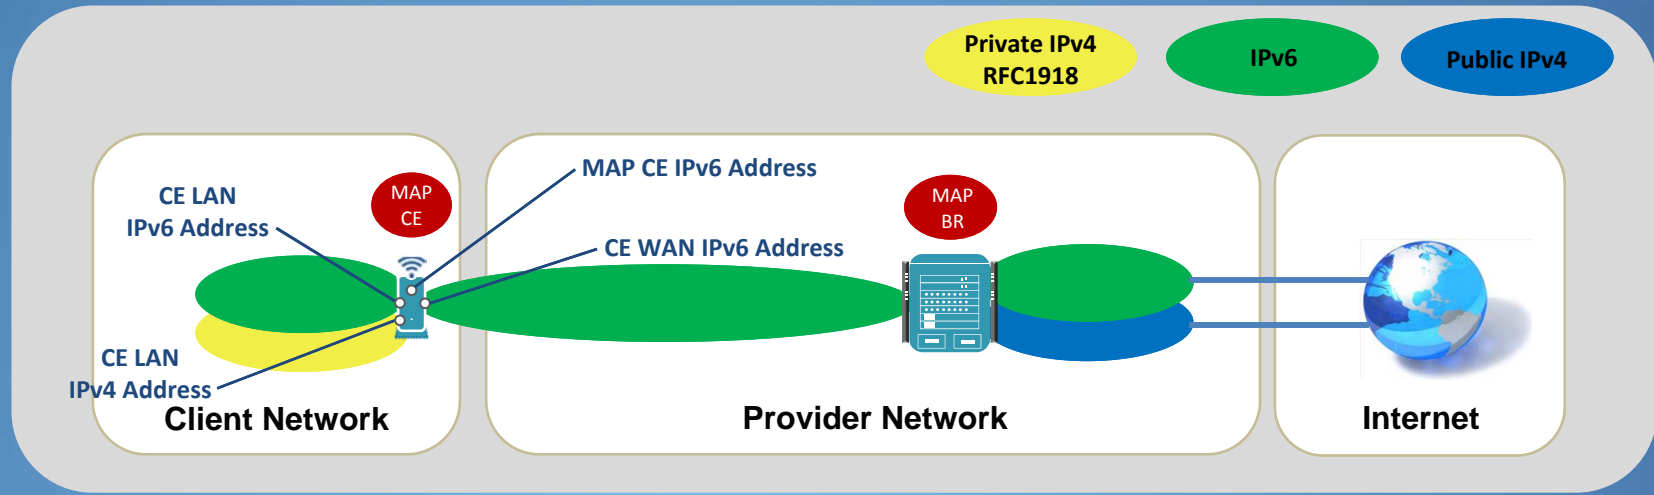 Private IPv4
RFC1918
IPv6
Public IPv4
CE LAN
IPv6 Address
MAP
CE
MAP CE IPv6 Address
CE WAN IPv6 Address
MAP
BR
CE LAN
IPv4 Address
Client Network
Provider Network
Internet